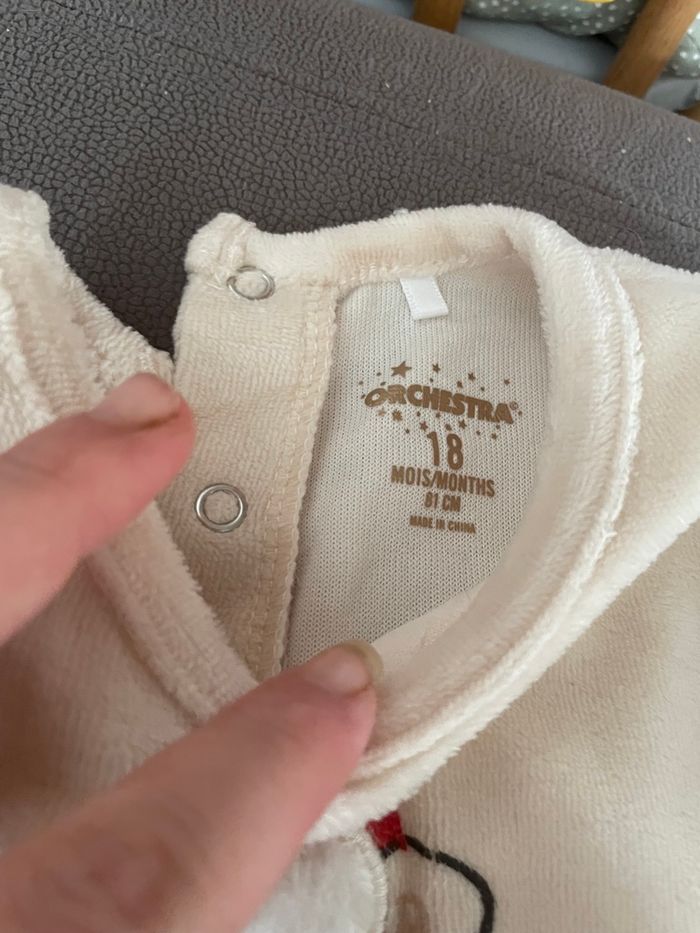 ORCHESTRA
18
MOIS/MONTHS
81 CM
MADE IN CHINA